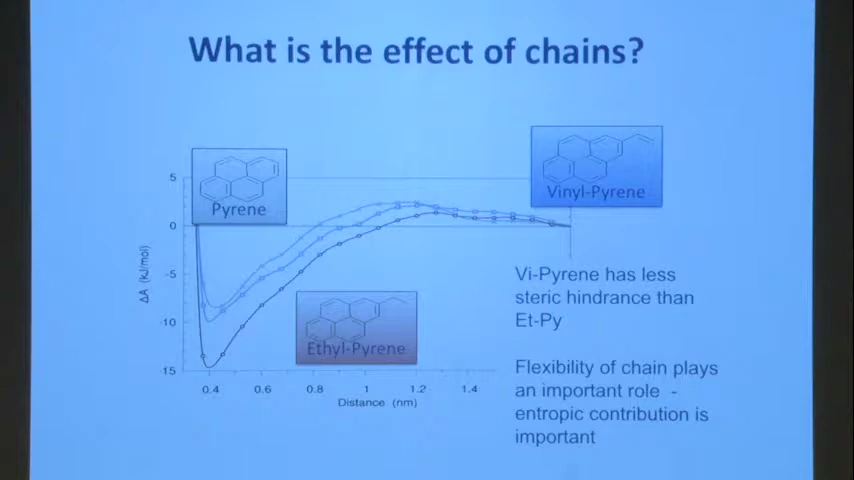 What is the effect of chains?
Pyrene
Vinyl-Pyrene
Ethyl-Pyrene
5
0
-5
-10
-15
ΔA (kJ/mol)
0.4 0.6 0.8 1 1.2 1.4
Distance (nm)
Vi-Pyrene has less
steric hindrance than
Et-Py
Flexibility of chain plays
an important role -
entropic contribution is
important